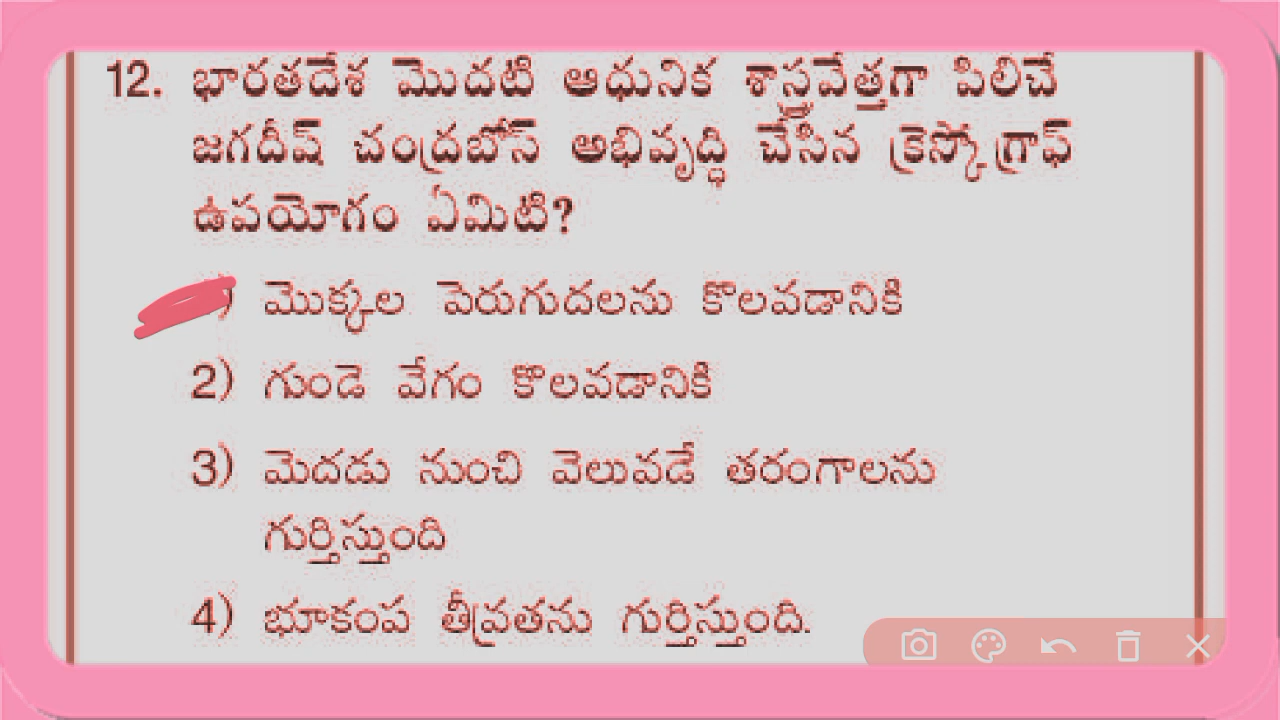 12. భారతదేశ మొదటి ఆధునిక శాస్త్రవేత్తగా పిలిచే
జగదీష్ చంద్రబోస్ అభివృద్ధి చేసిన క్రెస్కోగ్రాఫ్
ఉపయోగం ఏమిటి?
) మొక్కల పెరుగుదలను కొలవడానికి
2) గుండె వేగం కొలవడానికి
3) మెదడు నుంచి వెలువడే తరంగాలను
గుర్తిస్తుంది
4) భూకంప తీవ్రతను గుర్తిస్తుంది.